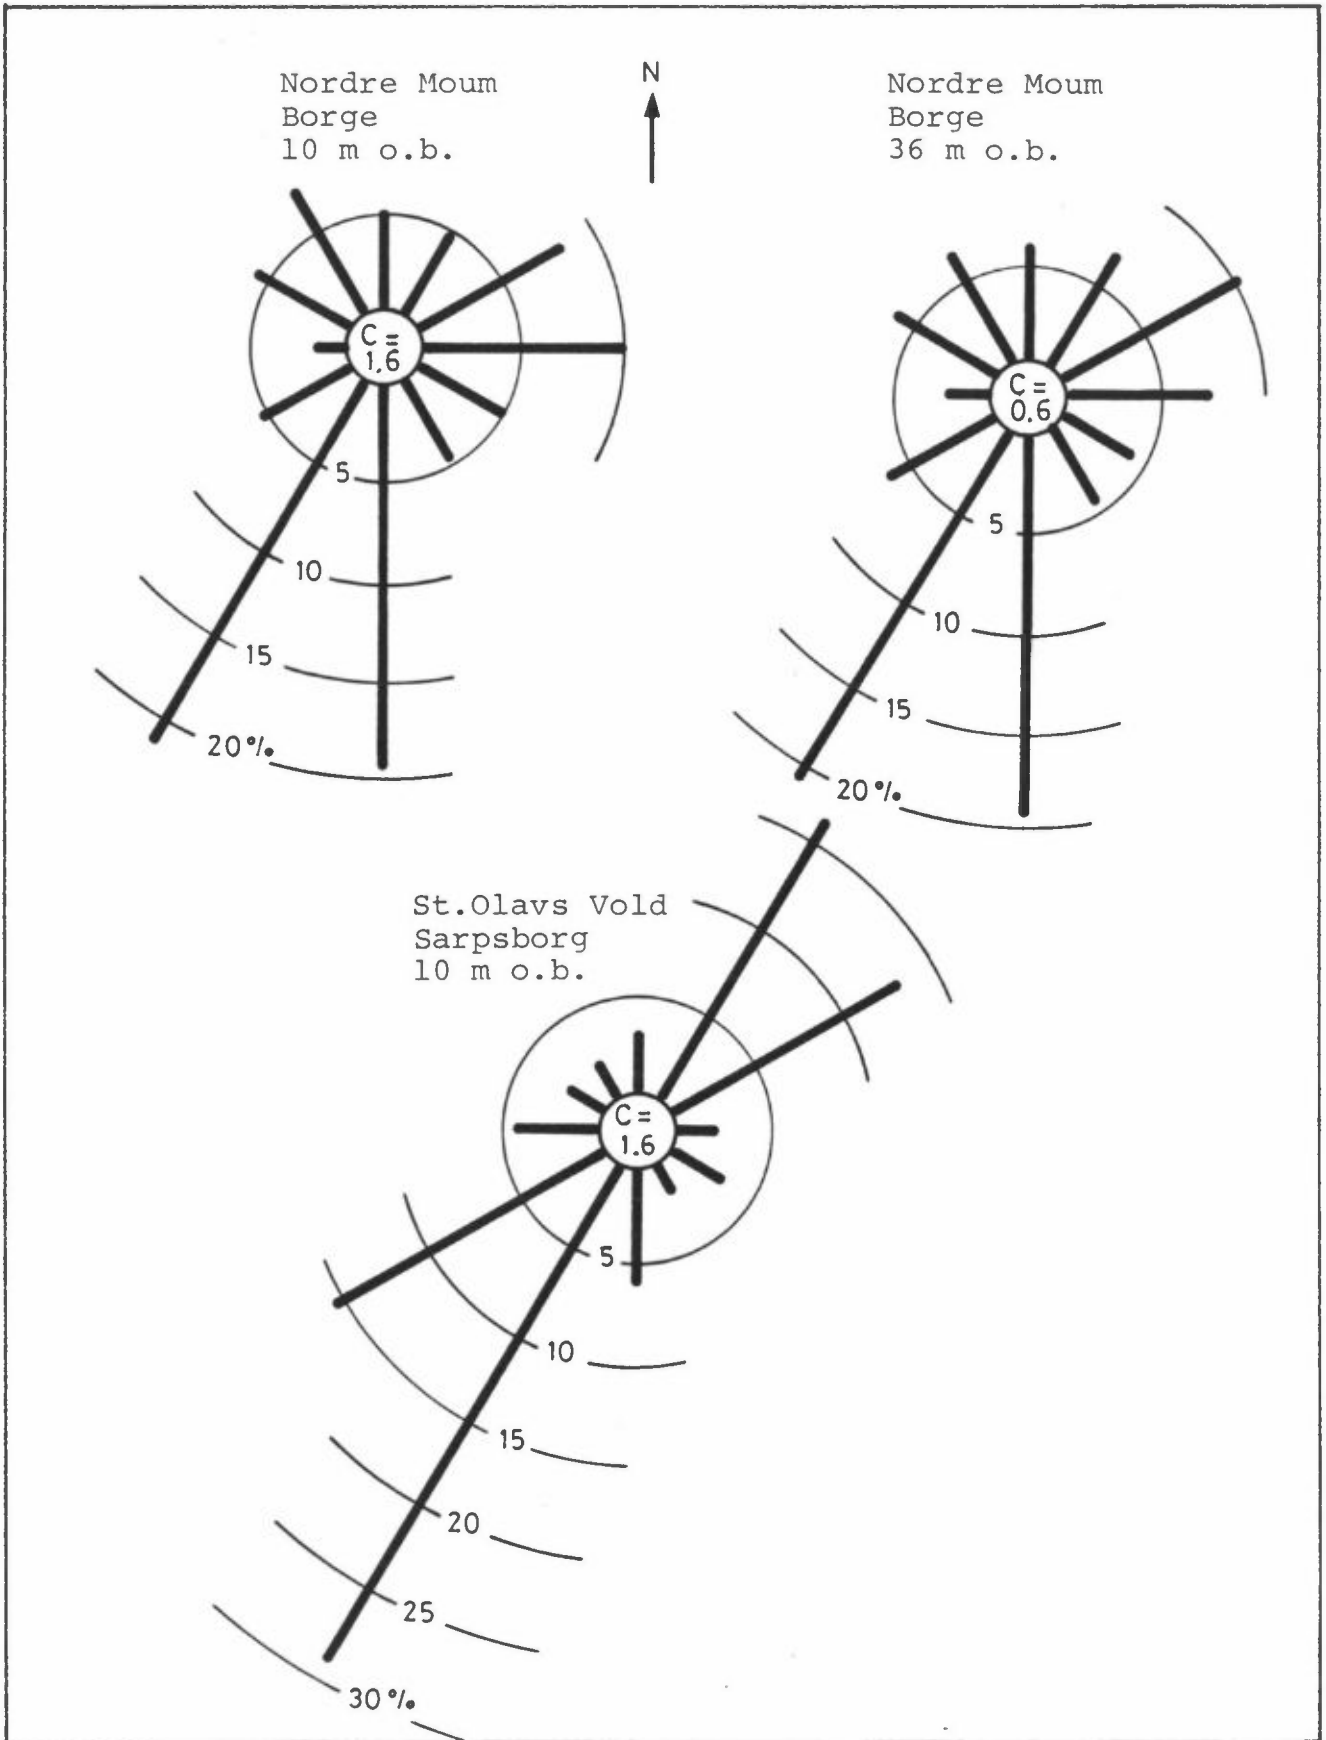 Nordre Moum
Borge
10 m o.b.
N
Nordre Moum
Borge
36 m o.b.
C =
1,6
5
10
15
20%
C =
0.6
5
10
15
20%
St.Olavs Vold
Sarpsborg
10 m o.b.
C =
1.6
5
10
15
20
25
30%